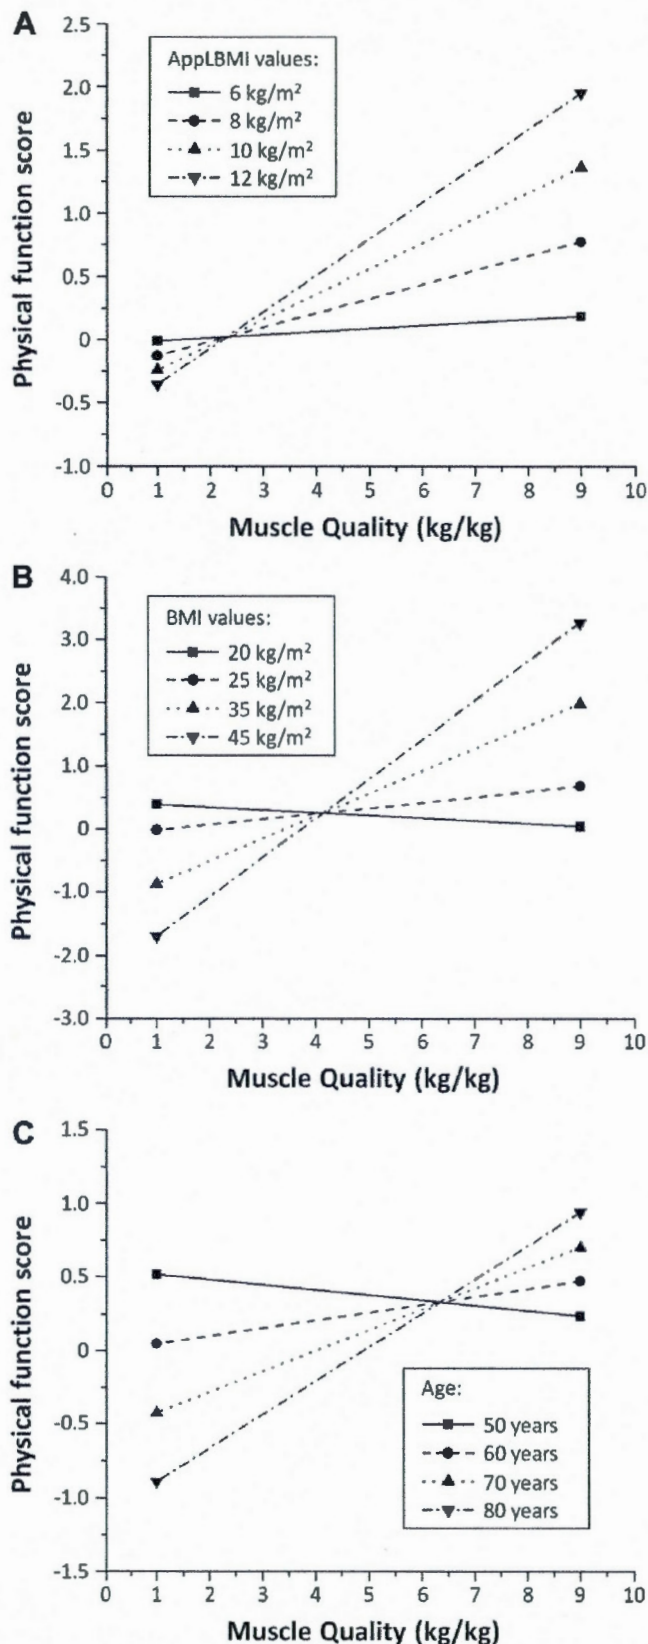 A
2.5
2.0
1.5
1.0
0.5
0
-0.5
-1.0
Physical function score
AppLBMI values:
6 kg/m²
8 kg/m²
10 kg/m²
12 kg/m²
0 1 2 3 4 5 6 7 8 9 10
Muscle Quality (kg/kg)
B
4.0
3.0
2.0
1.0
0
-1.0
-2.0
-3.0
Physical function score
BMI values:
20 kg/m²
25 kg/m²
35 kg/m²
45 kg/m²
0 1 2 3 4 5 6 7 8 9 10
Muscle Quality (kg/kg)
C
1.5
1.0
0.5
0
-0.5
-1.0
-1.5
Physical function score
Age:
50 years
60 years
70 years
80 years
0 1 2 3 4 5 6 7 8 9 10
Muscle Quality (kg/kg)